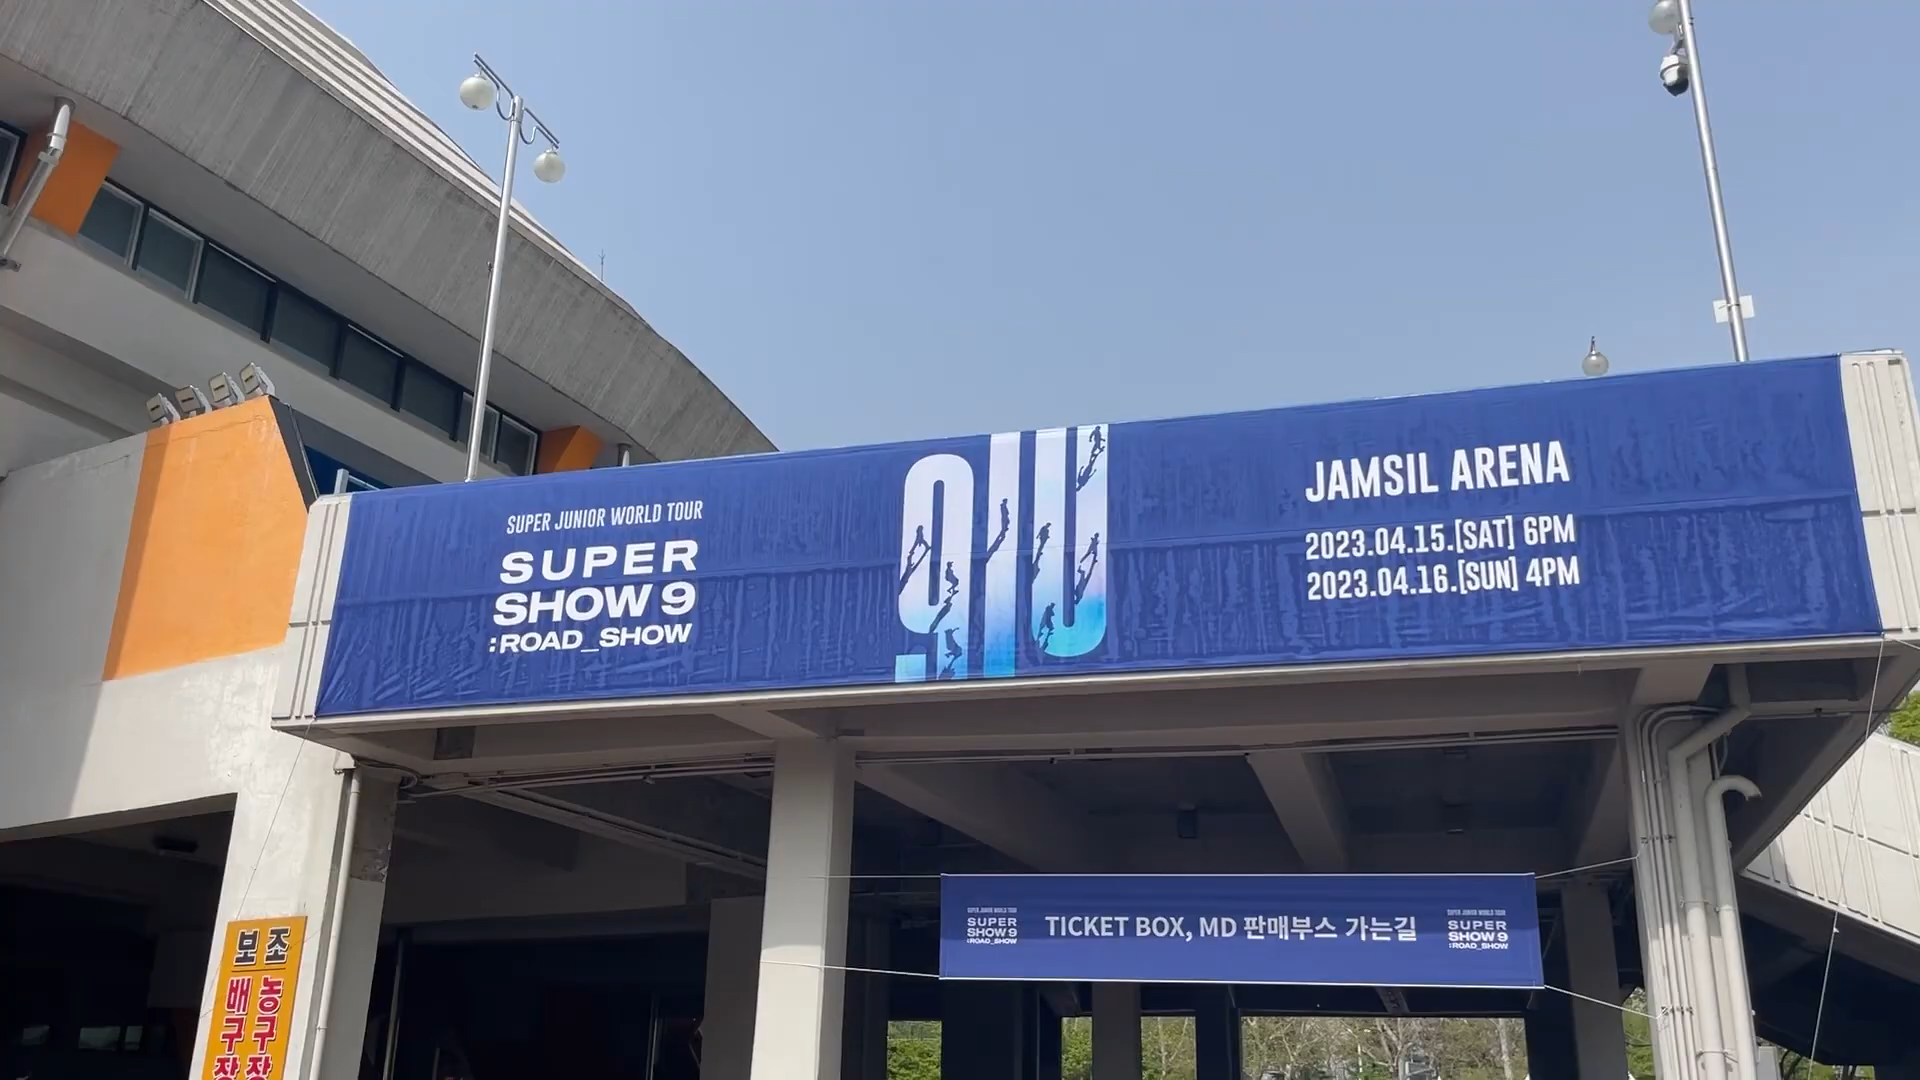 SUPER JUNIOR WORLD TOUR
SUPER
SHOW 9
:ROAD_SHOW
JAMSIL ARENA
2023.04.15.[SAT] 6PM
2023.04.16.[SUN] 4PM
SUPER JUNIOR WORLD TOUR
SUPER
SHOW 9
:ROAD_SHOW
TICKET BOX, MD 판매부스 가는길
SUPER JUNIOR WORLD TOUR
SUPER
SHOW 9
:ROAD_SHOW
보조
배구장
농구장